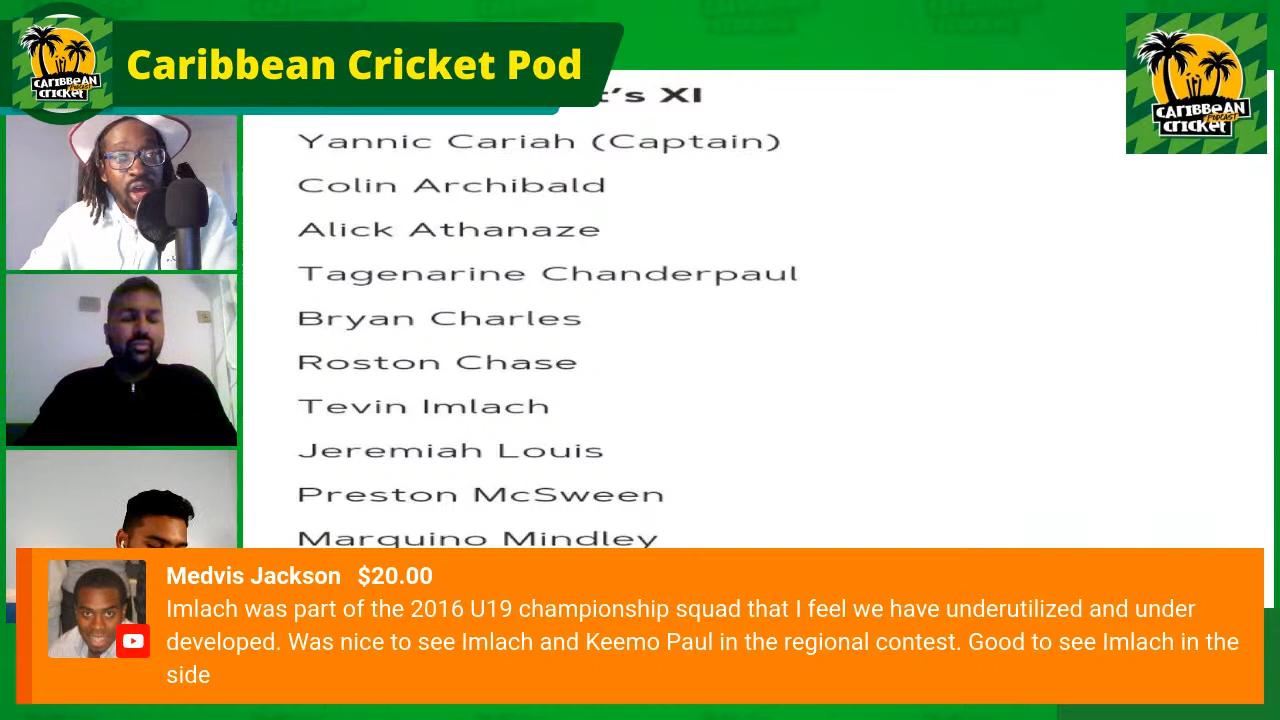 CARIBBEAN
PODCAST
CRICKET
Caribbean Cricket Pod
CARIBBEAN
PODCAST
CRICKET
t's XI
Yannic Cariah (Captain)
Colin Archibald
Alick Athanaze
Tagenarine Chanderpaul
Bryan Charles
Roston Chase
Tevin Imlach
Jeremiah Louis
Preston McSween
Marquino Mindley
Medvis Jackson $20.00
Imlach was part of the 2016 U19 championship squad that I feel we have underutilized and under
developed. Was nice to see Imlach and Keemo Paul in the regional contest. Good to see Imlach in the
side